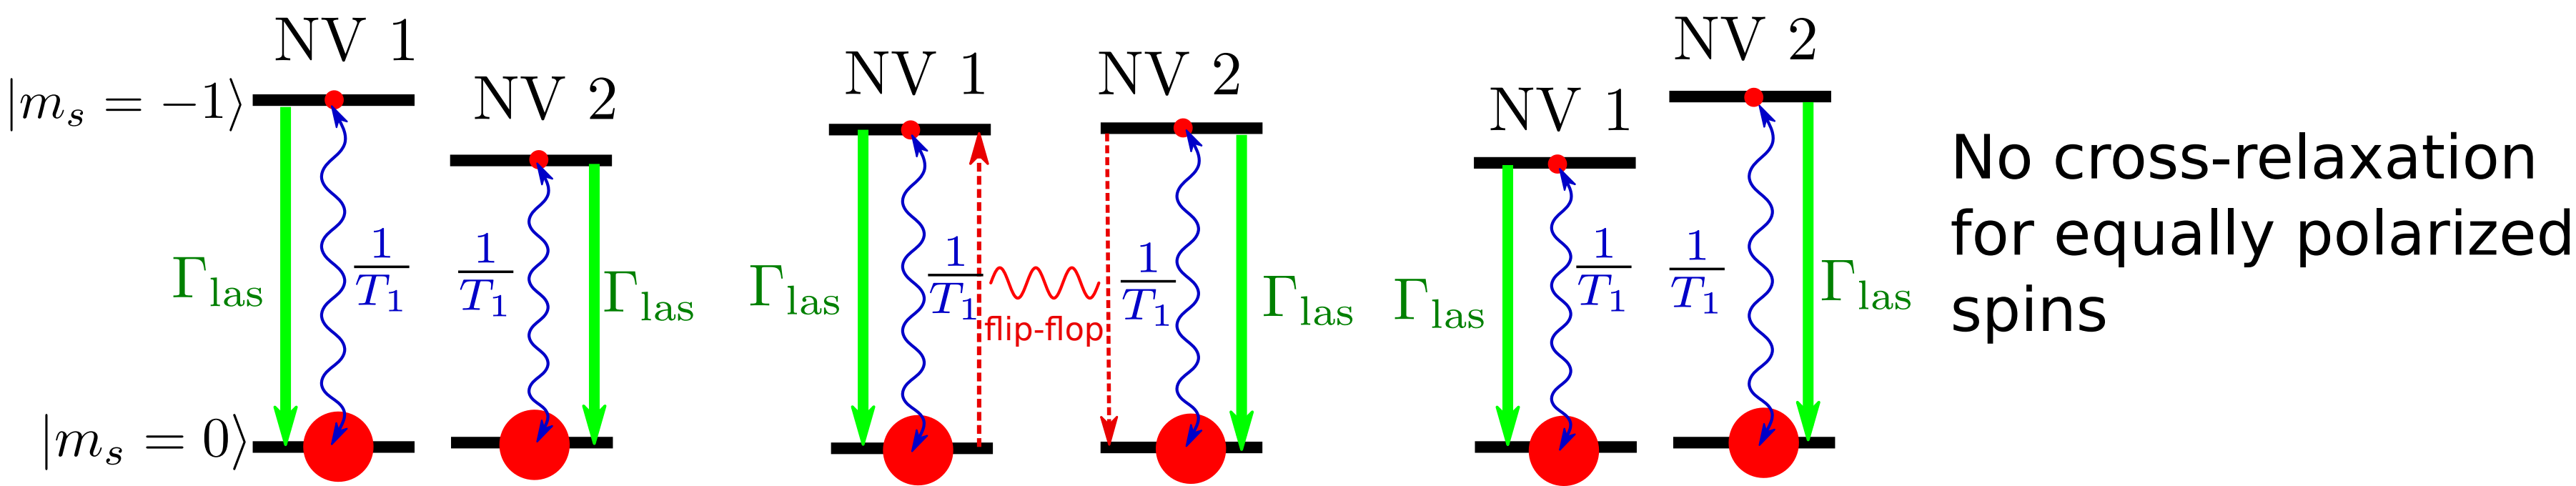 NV 1
NV 2
|m_s = −1⟩
|m_s = 0⟩
Γ_las
1/T_1
1/T_1
Γ_las
NV 1
NV 2
Γ_las
1/T_1
flip-flop
1/T_1
Γ_las
NV 1
NV 2
Γ_las
1/T_1
1/T_1
Γ_las
No cross-relaxation
for equally polarized
spins